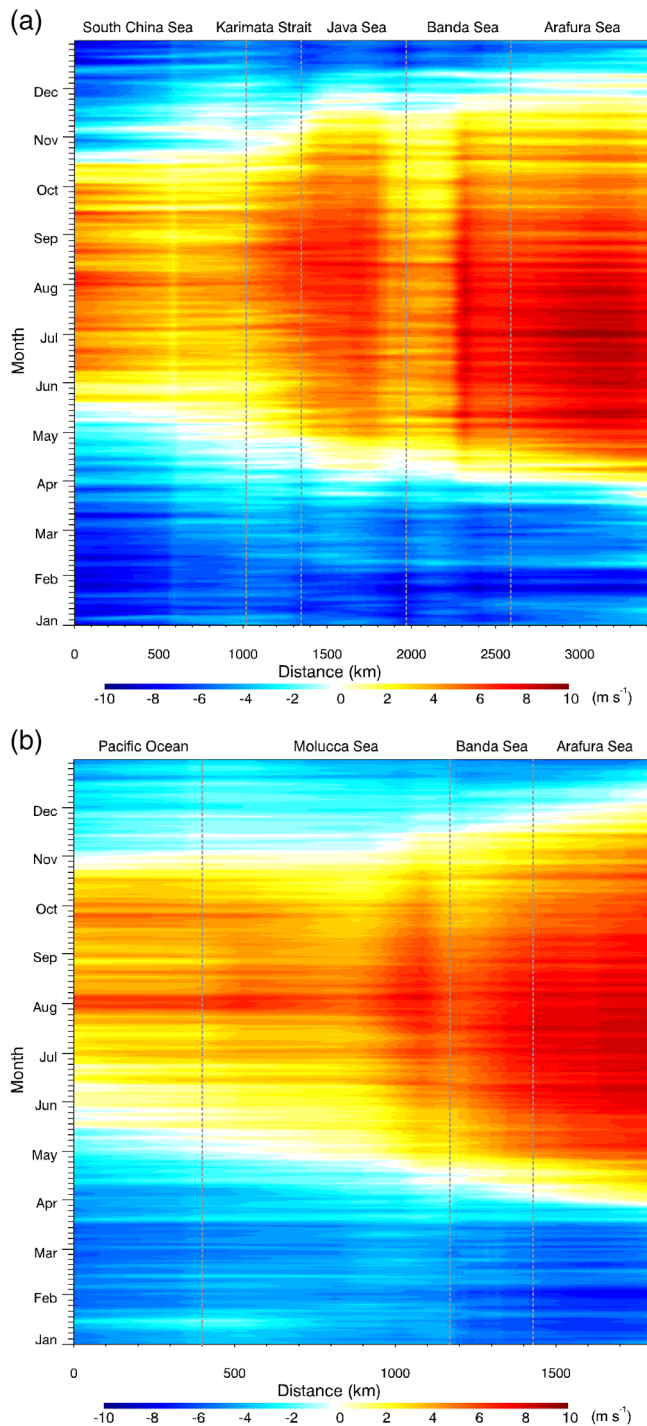 (a)
South China Sea Karimata Strait Java Sea Banda Sea Arafura Sea
Month
Dec
Nov
Oct
Sep
Aug
Jul
Jun
May
Apr
Mar
Feb
Jan
0 500 1000 1500 2000 2500 3000
Distance (km)
-10 -8 -6 -4 -2 0 2 4 6 8 10 (m s⁻¹)
(b)
Pacific Ocean Molucca Sea Banda Sea Arafura Sea
Month
Dec
Nov
Oct
Sep
Aug
Jul
Jun
May
Apr
Mar
Feb
Jan
0 500 1000 1500
Distance (km)
-10 -8 -6 -4 -2 0 2 4 6 8 10 (m s⁻¹)